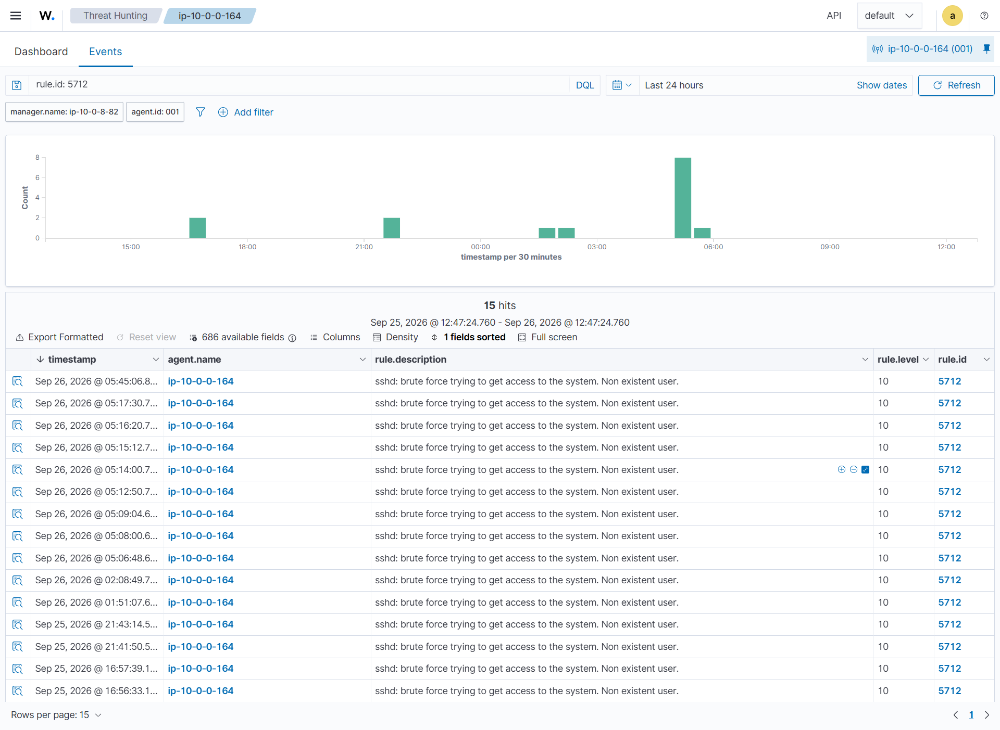 W.
Threat Hunting
ip-10-0-0-164
API
default
a
Dashboard
Events
ip-10-0-0-164 (001)
rule.id: 5712
DQL
Last 24 hours
Show dates
Refresh
manager.name: ip-10-0-8-82
agent.id: 001
Add filter
8
6
4
2
0
Count
15:00
18:00
21:00
00:00
03:00
06:00
09:00
12:00
timestamp per 30 minutes
15 hits
Sep 25, 2026 @ 12:47:24.760 - Sep 26, 2026 @ 12:47:24.760
Export Formatted
Reset view
686 available fields
Columns
Density
1 fields sorted
Full screen
timestamp agent.name rule.description rule.level rule.id
Sep 26, 2026 @ 05:45:06.8... ip-10-0-0-164 sshd: brute force trying to get access to the system. Non existent user. 10 5712
Sep 26, 2026 @ 05:17:30.7... ip-10-0-0-164 sshd: brute force trying to get access to the system. Non existent user. 10 5712
Sep 26, 2026 @ 05:16:20.7... ip-10-0-0-164 sshd: brute force trying to get access to the system. Non existent user. 10 5712
Sep 26, 2026 @ 05:15:12.7... ip-10-0-0-164 sshd: brute force trying to get access to the system. Non existent user. 10 5712
Sep 26, 2026 @ 05:14:00.7... ip-10-0-0-164 sshd: brute force trying to get access to the system. Non existent user. 10 5712
Sep 26, 2026 @ 05:12:50.7... ip-10-0-0-164 sshd: brute force trying to get access to the system. Non existent user. 10 5712
Sep 26, 2026 @ 05:09:04.6... ip-10-0-0-164 sshd: brute force trying to get access to the system. Non existent user. 10 5712
Sep 26, 2026 @ 05:08:00.6... ip-10-0-0-164 sshd: brute force trying to get access to the system. Non existent user. 10 5712
Sep 26, 2026 @ 05:06:48.6... ip-10-0-0-164 sshd: brute force trying to get access to the system. Non existent user. 10 5712
Sep 26, 2026 @ 02:08:49.7... ip-10-0-0-164 sshd: brute force trying to get access to the system. Non existent user. 10 5712
Sep 26, 2026 @ 01:51:07.6... ip-10-0-0-164 sshd: brute force trying to get access to the system. Non existent user. 10 5712
Sep 25, 2026 @ 21:43:14.5... ip-10-0-0-164 sshd: brute force trying to get access to the system. Non existent user. 10 5712
Sep 25, 2026 @ 21:41:50.5... ip-10-0-0-164 sshd: brute force trying to get access to the system. Non existent user. 10 5712
Sep 25, 2026 @ 16:57:39.1... ip-10-0-0-164 sshd: brute force trying to get access to the system. Non existent user. 10 5712
Sep 25, 2026 @ 16:56:33.1... ip-10-0-0-164 sshd: brute force trying to get access to the system. Non existent user. 10 5712
Rows per page: 15
1